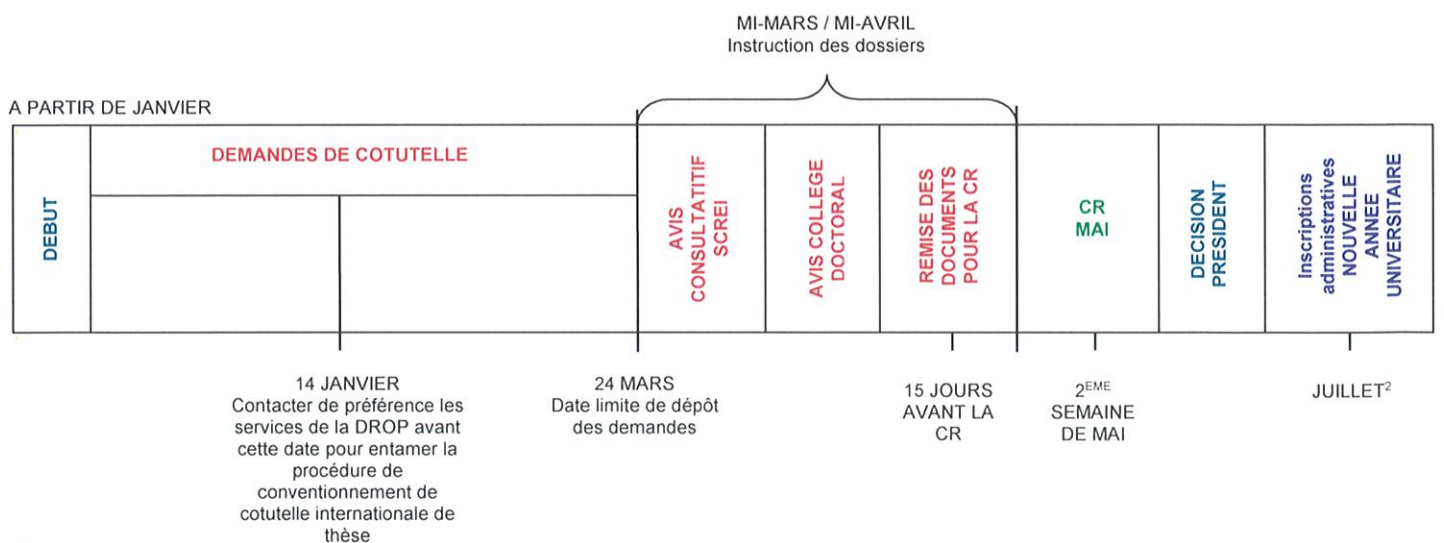 MI-MARS / MI-AVRIL
Instruction des dossiers
A PARTIR DE JANVIER
DEBUT
DEMANDES DE COTUTELLE
AVIS
CONSULTATITIF
SCREI
AVIS COLLEGE
DOCTORAL
REMISE DES
DOCUMENTS
POUR LA CR
CR
MAI
DECISION
PRESIDENT
Inscriptions
administratives
NOUVELLE
ANNEE
UNIVERSITAIRE
14 JANVIER
Contacter de préférence les
services de la DROP avant
cette date pour entamer la
procédure de
conventionnement de
cotutelle internationale de
thèse
24 MARS
Date limite de dépôt
des demandes
15 JOURS
AVANT LA
CR
2EME
SEMAINE
DE MAI
JUILLET²